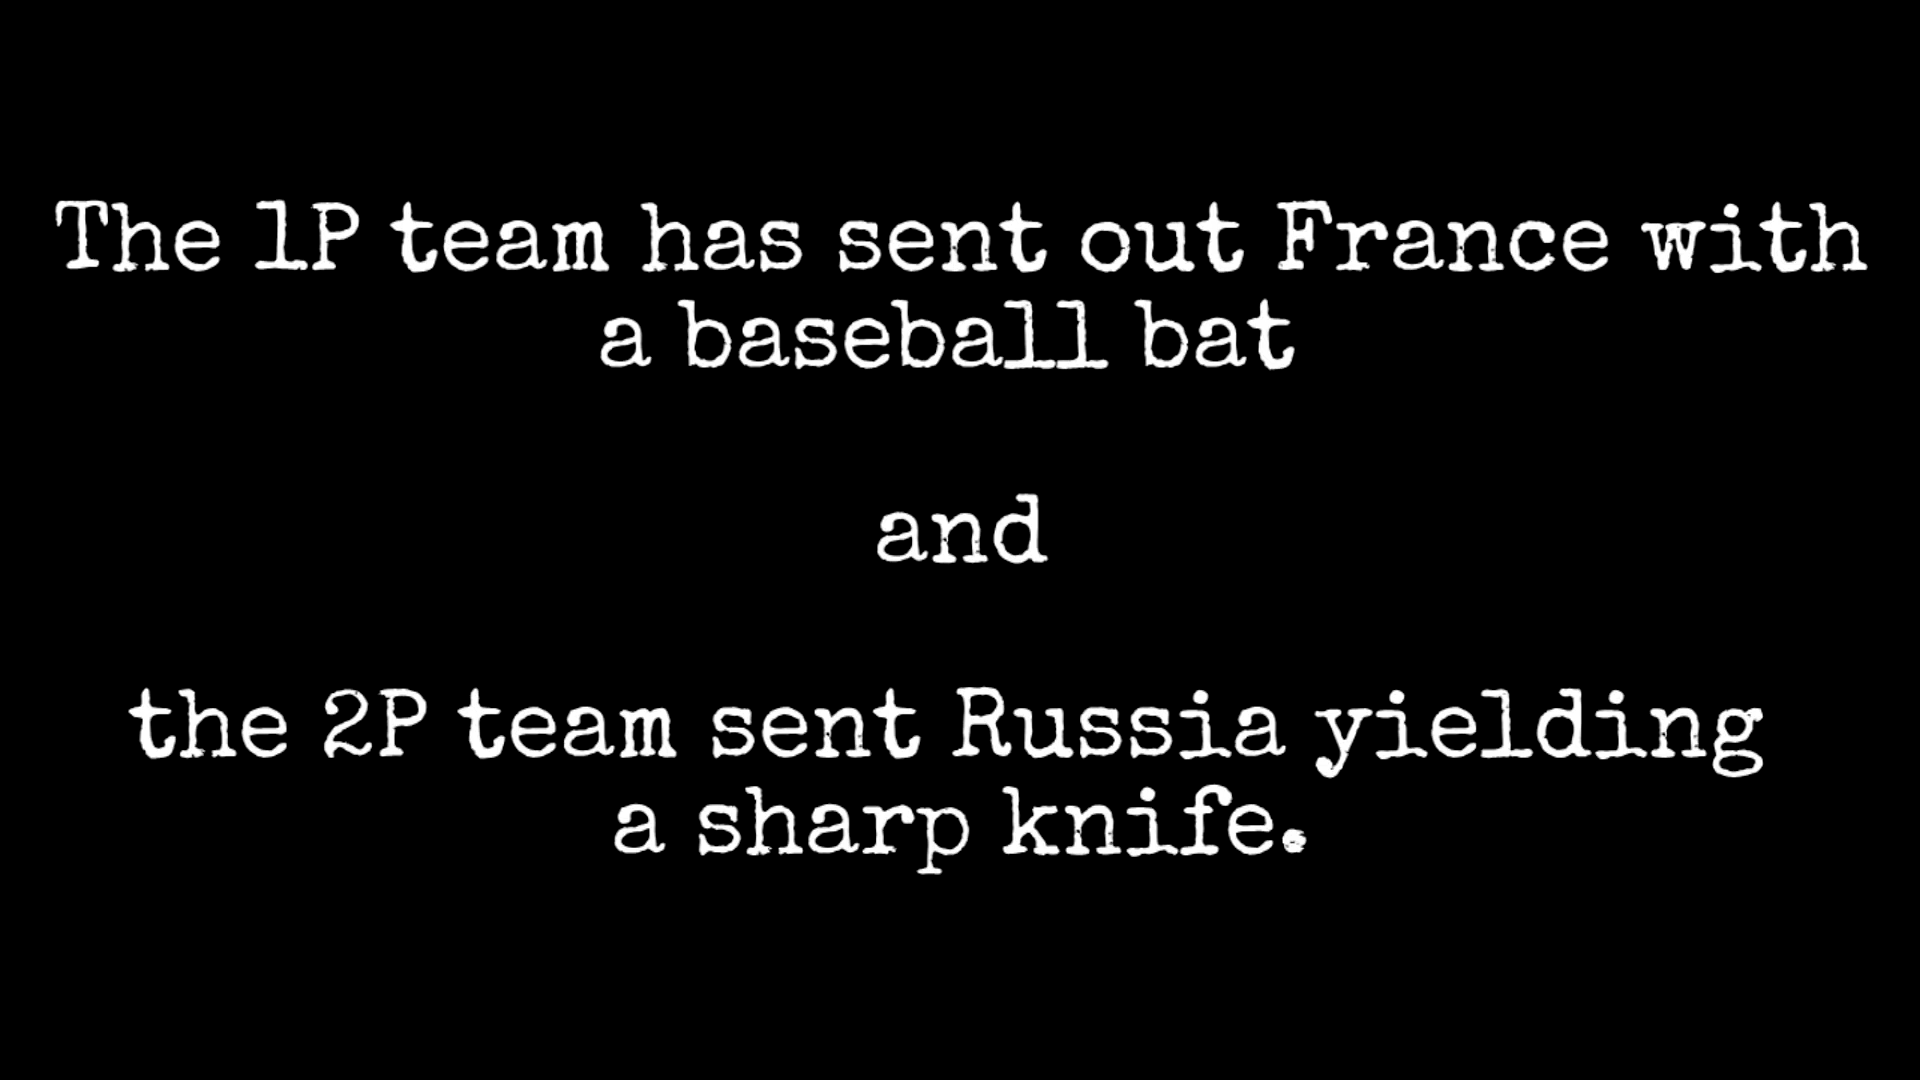 The 1P team has sent out France with
a baseball bat
and
the 2P team sent Russia yielding
a sharp knife.